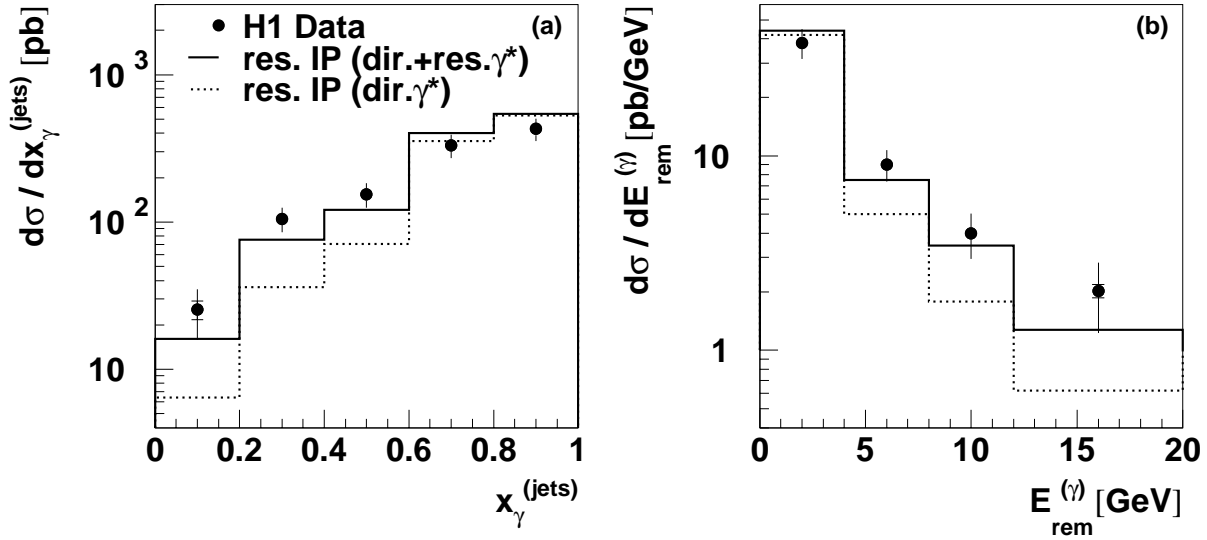 H1 Data
res. IP (dir.+res.γ*)
res. IP (dir.γ*)
(a)
dσ / dx_γ^(jets) [pb]
10^3
10^2
10
0 0.2 0.4 0.6 0.8 1
x_γ^(jets)
(b)
dσ / dE_rem^(γ) [pb/GeV]
10
1
0 5 10 15 20
E_rem^(γ) [GeV]